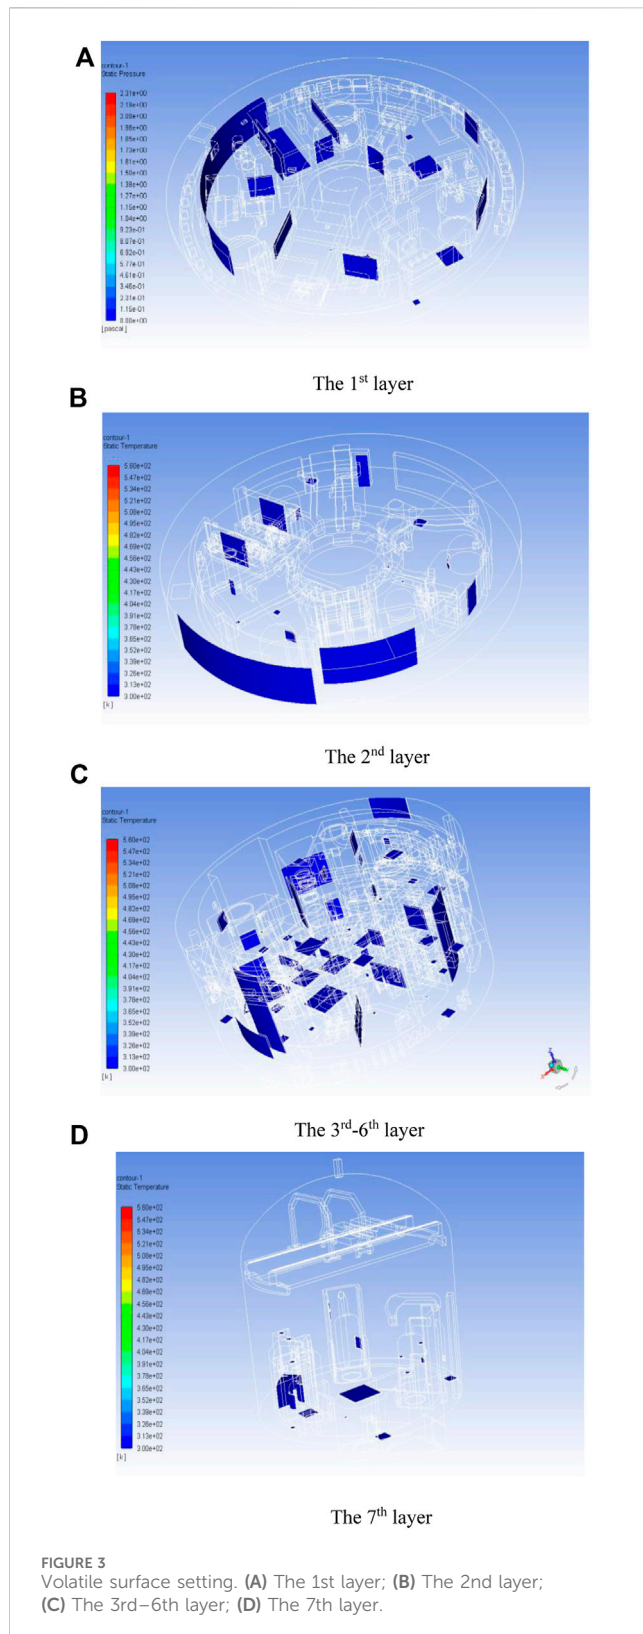 A
contour-1
Static Pressure
2.31e+00
2.18e+00
2.08e+00
1.96e+00
1.85e+00
1.73e+00
1.61e+00
1.50e+00
1.38e+00
1.27e+00
1.15e+00
1.04e+00
9.23e-01
8.07e-01
6.92e-01
5.77e-01
4.61e-01
3.46e-01
2.31e-01
1.15e-01
0.00e+00
[pascal]
The 1st layer
B
contour-1
Static Temperature
5.60e+02
5.47e+02
5.34e+02
5.21e+02
5.08e+02
4.95e+02
4.82e+02
4.69e+02
4.56e+02
4.43e+02
4.30e+02
4.17e+02
4.04e+02
3.91e+02
3.78e+02
3.65e+02
3.52e+02
3.39e+02
3.26e+02
3.13e+02
3.00e+02
[k]
The 2nd layer
C
contour-1
Static Temperature
5.60e+02
5.47e+02
5.34e+02
5.21e+02
5.08e+02
4.95e+02
4.82e+02
4.69e+02
4.56e+02
4.43e+02
4.30e+02
4.17e+02
4.04e+02
3.91e+02
3.78e+02
3.65e+02
3.52e+02
3.39e+02
3.26e+02
3.13e+02
3.00e+02
[k]
Z
X
The 3rd-6th layer
D
contour-1
Static Temperature
5.60e+02
5.47e+02
5.34e+02
5.21e+02
5.08e+02
4.95e+02
4.82e+02
4.69e+02
4.56e+02
4.43e+02
4.30e+02
4.17e+02
4.04e+02
3.91e+02
3.78e+02
3.65e+02
3.52e+02
3.39e+02
3.26e+02
3.13e+02
3.00e+02
[k]
The 7th layer
FIGURE 3
Volatile surface setting. (A) The 1st layer; (B) The 2nd layer;
(C) The 3rd–6th layer; (D) The 7th layer.